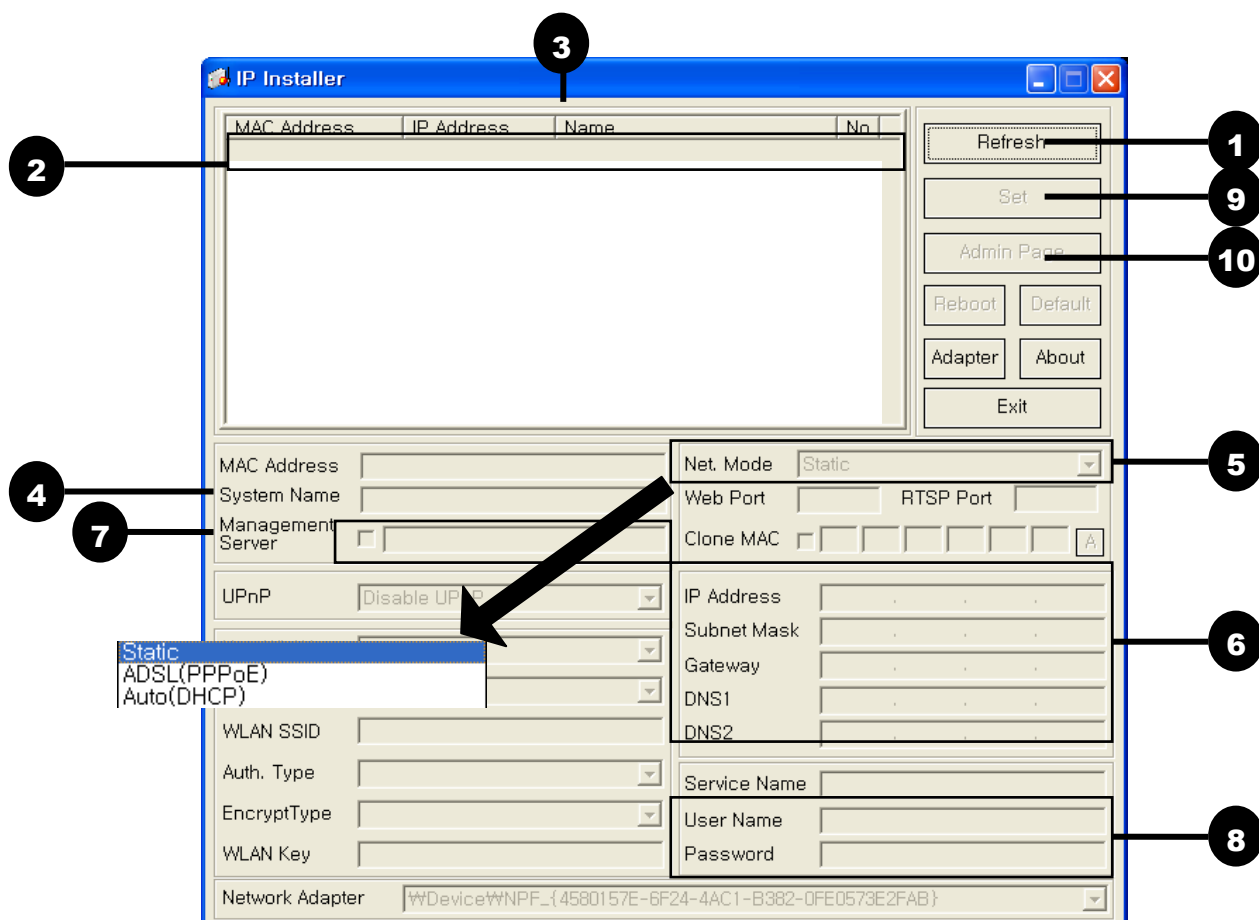 3
IP Installer
MAC Address IP Address Name No
2
Refresh
1
Set
9
Admin Page
10
Reboot Default
Adapter About
Exit
MAC Address
Net. Mode Static
5
4
System Name
Web Port RTSP Port
7
Management
Server
Clone MAC A
UPnP Disable UPnP
IP Address
Subnet Mask
6
Static
ADSL(PPPoE)
Auto(DHCP)
Gateway
DNS1
WLAN SSID
DNS2
Auth. Type
Service Name
EncryptType
User Name
8
WLAN Key
Password
Network Adapter ₩Device₩NPF_{4580157E-6F24-4AC1-B382-0FE0573E2FAB}